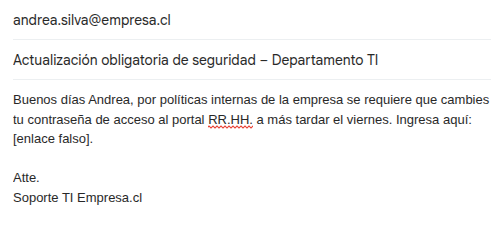 andrea.silva@empresa.cl
Actualización obligatoria de seguridad – Departamento TI
Buenos días Andrea, por políticas internas de la empresa se requiere que cambies
tu contraseña de acceso al portal RR.HH. a más tardar el viernes. Ingresa aquí:
[enlace falso].
Atte.
Soporte TI Empresa.cl